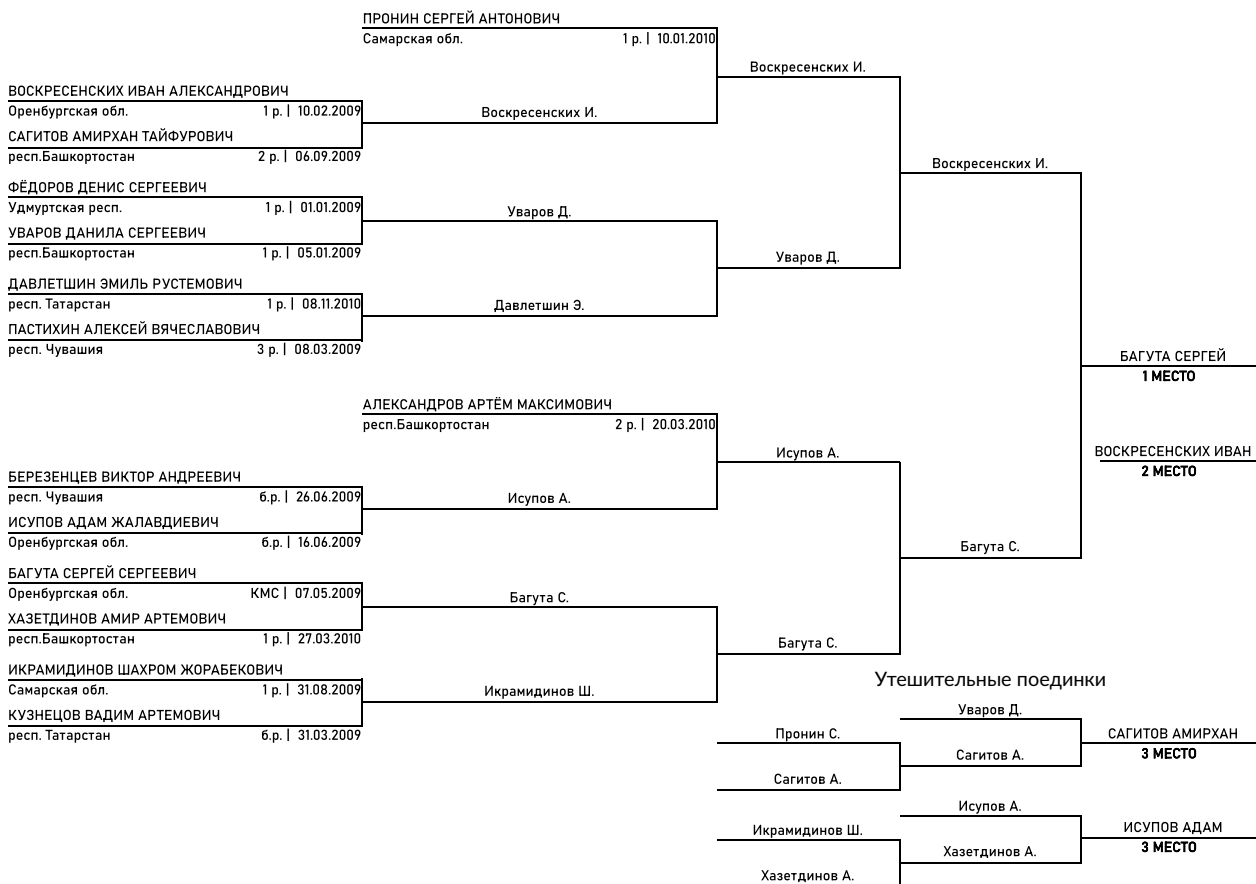 ПРОНИН СЕРГЕЙ АНТОНОВИЧ
Самарская обл. 1 р. | 10.01.2010
Воскресенских И.
ВОСКРЕСЕНСКИХ ИВАН АЛЕКСАНДРОВИЧ
Оренбургская обл. 1 р. | 10.02.2009
Воскресенских И.
САГИТОВ АМИРХАН ТАЙФУРОВИЧ
респ.Башкортостан 2 р. | 06.09.2009
Воскресенских И.
ФЁДОРОВ ДЕНИС СЕРГЕЕВИЧ
Удмуртская респ. 1 р. | 01.01.2009
Уваров Д.
УВАРОВ ДАНИЛА СЕРГЕЕВИЧ
респ.Башкортостан 1 р. | 05.01.2009
Уваров Д.
ДАВЛЕТШИН ЭМИЛЬ РУСТЕМОВИЧ
респ. Татарстан 1 р. | 08.11.2010
Давлетшин Э.
ПАСТИХИН АЛЕКСЕЙ ВЯЧЕСЛАВОВИЧ
респ. Чувашия 3 р. | 08.03.2009
БАГУТА СЕРГЕЙ
1 МЕСТО
АЛЕКСАНДРОВ АРТЁМ МАКСИМОВИЧ
респ.Башкортостан 2 р. | 20.03.2010
Исупов А.
ВОСКРЕСЕНСКИХ ИВАН
2 МЕСТО
БЕРЕЗЕНЦЕВ ВИКТОР АНДРЕЕВИЧ
респ. Чувашия б.р. | 26.06.2009
Исупов А.
ИСУПОВ АДАМ ЖАЛАВДИЕВИЧ
Оренбургская обл. б.р. | 16.06.2009
Багута С.
БАГУТА СЕРГЕЙ СЕРГЕЕВИЧ
Оренбургская обл. КМС | 07.05.2009
Багута С.
ХАЗЕТДИНОВ АМИР АРТЕМОВИЧ
респ.Башкортостан 1 р. | 27.03.2010
Багута С.
ИКРАМИДИНОВ ШАХРОМ ЖОРАБЕКОВИЧ
Самарская обл. 1 р. | 31.08.2009
Икрамидинов Ш.
КУЗНЕЦОВ ВАДИМ АРТЕМОВИЧ
респ. Татарстан б.р. | 31.03.2009
Утешительные поединки
Уваров Д.
Пронин С.
САГИТОВ АМИРХАН
3 МЕСТО
Сагитов А.
Сагитов А.
Исупов А.
Икрамидинов Ш.
ИСУПОВ АДАМ
3 МЕСТО
Хазетдинов А.
Хазетдинов А.